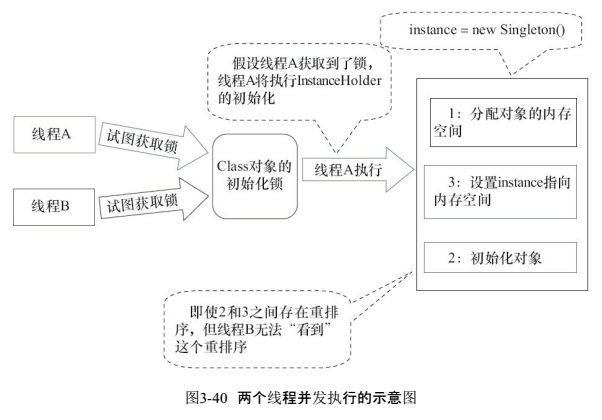 instance = new Singleton()
假设线程A获取到了锁，
线程A将执行InstanceHolder
的初始化
线程A
试图获取锁
线程B
试图获取锁
Class对象的
初始化锁
线程A执行
1：分配对象的内存
空间
3：设置instance指向
内存空间
2：初始化对象
即使2和3之间存在重排
序，但线程B无法“看到”
这个重排序
图3-40 两个线程并发执行的示意图